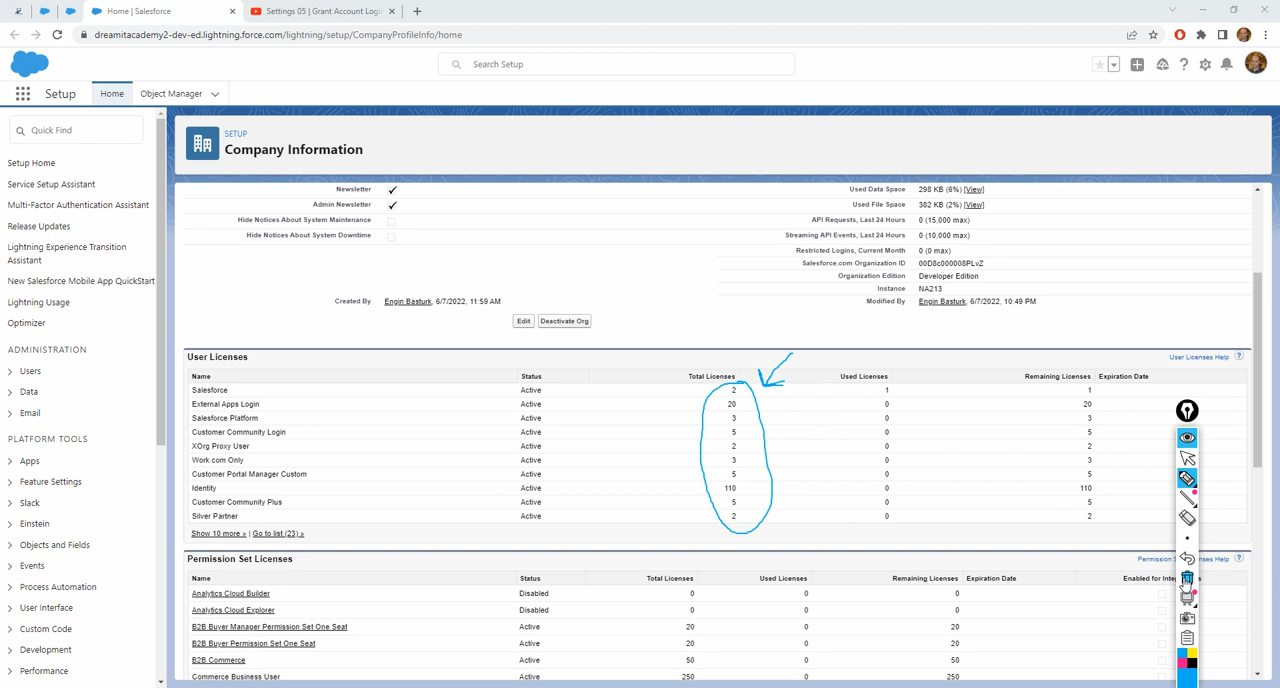 Home | Salesforce
Settings 05 | Grant Account Logi
dreamitacademy2-dev-ed.lightning.force.com/lightning/setup/CompanyProfileInfo/home
Search Setup
Setup
Home
Object Manager
Quick Find
Setup Home
Service Setup Assistant
Multi-Factor Authentication Assistant
Release Updates
Lightning Experience Transition
Assistant
New Salesforce Mobile App QuickStart
Lightning Usage
Optimizer
ADMINISTRATION
Users
Data
Email
PLATFORM TOOLS
Apps
Feature Settings
Slack
Einstein
Objects and Fields
Events
Process Automation
User Interface
Custom Code
Development
Performance
SETUP
Company Information
Newsletter
Used Data Space 298 KB (6%) [View]
Admin Newsletter
Used File Space 382 KB (2%) [View]
Hide Notices About System Maintenance
API Requests, Last 24 Hours 0 (15,000 max)
Hide Notices About System Downtime
Streaming API Events, Last 24 Hours 0 (10,000 max)
Restricted Logins, Current Month 0 (0 max)
Salesforce.com Organization ID 00D8c000008PLvZ
Organization Edition Developer Edition
Instance NA213
Created By Engin Basturk, 6/7/2022, 11:59 AM
Modified By Engin Basturk, 6/7/2022, 10:49 PM
Edit Deactivate Org
User Licenses
User Licenses Help ?
Name Status Total Licenses Used Licenses Remaining Licenses Expiration Date
Salesforce Active 2 1 1
External Apps Login Active 20 0 20
Salesforce Platform Active 3 0 3
Customer Community Login Active 5 0 5
XOrg Proxy User Active 2 0 2
Work.com Only Active 3 0 3
Customer Portal Manager Custom Active 5 0 5
Identity Active 110 0 110
Customer Community Plus Active 5 0 5
Silver Partner Active 2 0 2
Show 10 more » | Go to list (23) »
Permission Set Licenses
Permission S Licenses Help ?
Name Status Total Licenses Used Licenses Remaining Licenses Expiration Date Enabled for Inte
Analytics Cloud Builder Disabled 0 0 0
Analytics Cloud Explorer Disabled 0 0 0
B2B Buyer Manager Permission Set One Seat Active 20 0 20
B2B Buyer Permission Set One Seat Active 20 0 20
B2B Commerce Active 50 0 50
Commerce Business User Active 250 0 250